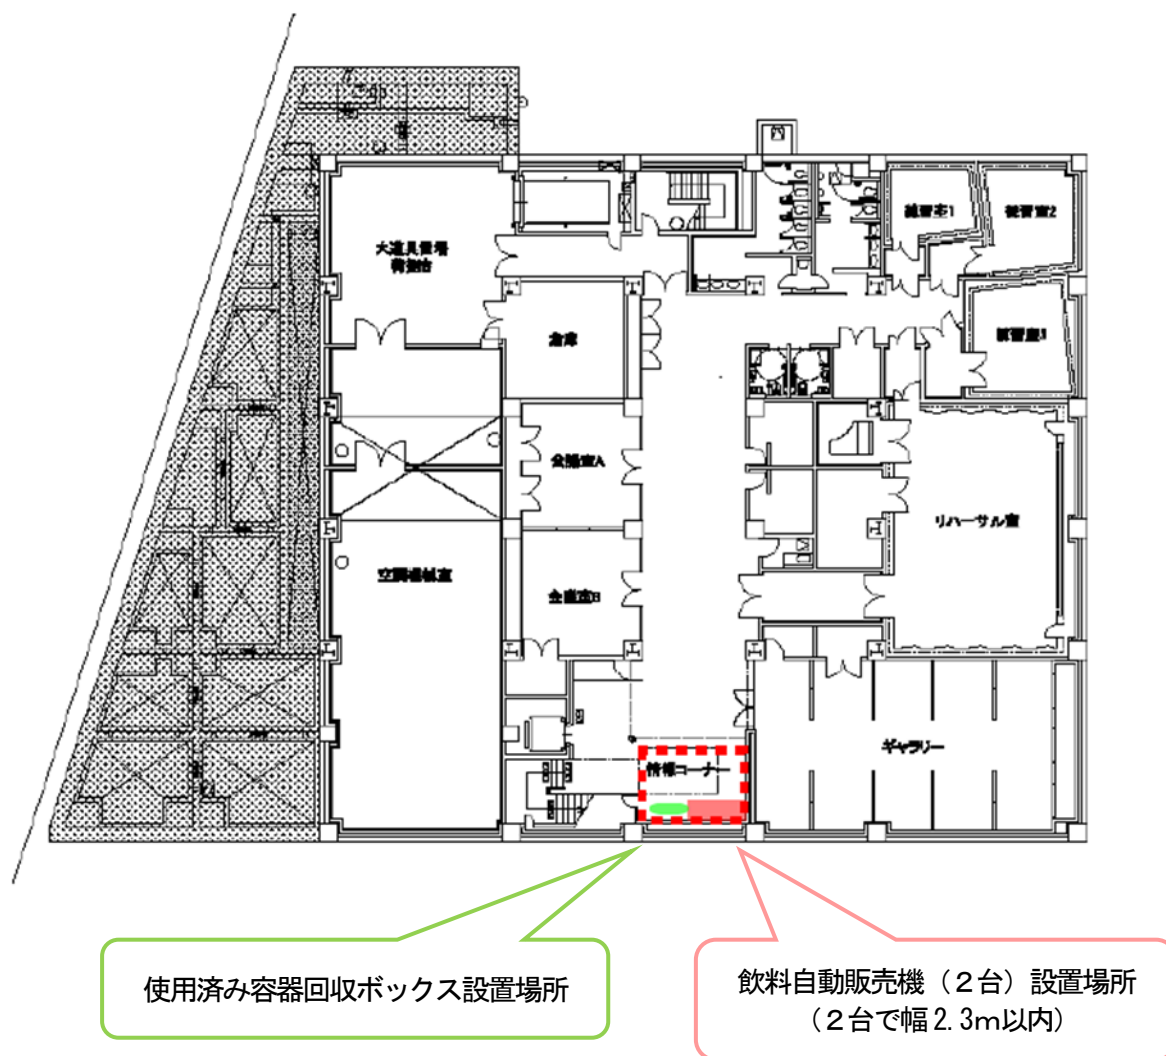 練習室1
練習室2
大道具置場
荷捌台
倉庫
練習室3
会議室A
リハーサル室
空調機械室
会議室B
ギャラリー
情報コーナー
使用済み容器回収ボックス設置場所
飲料自動販売機（２台）設置場所
（２台で幅2.3ｍ以内）